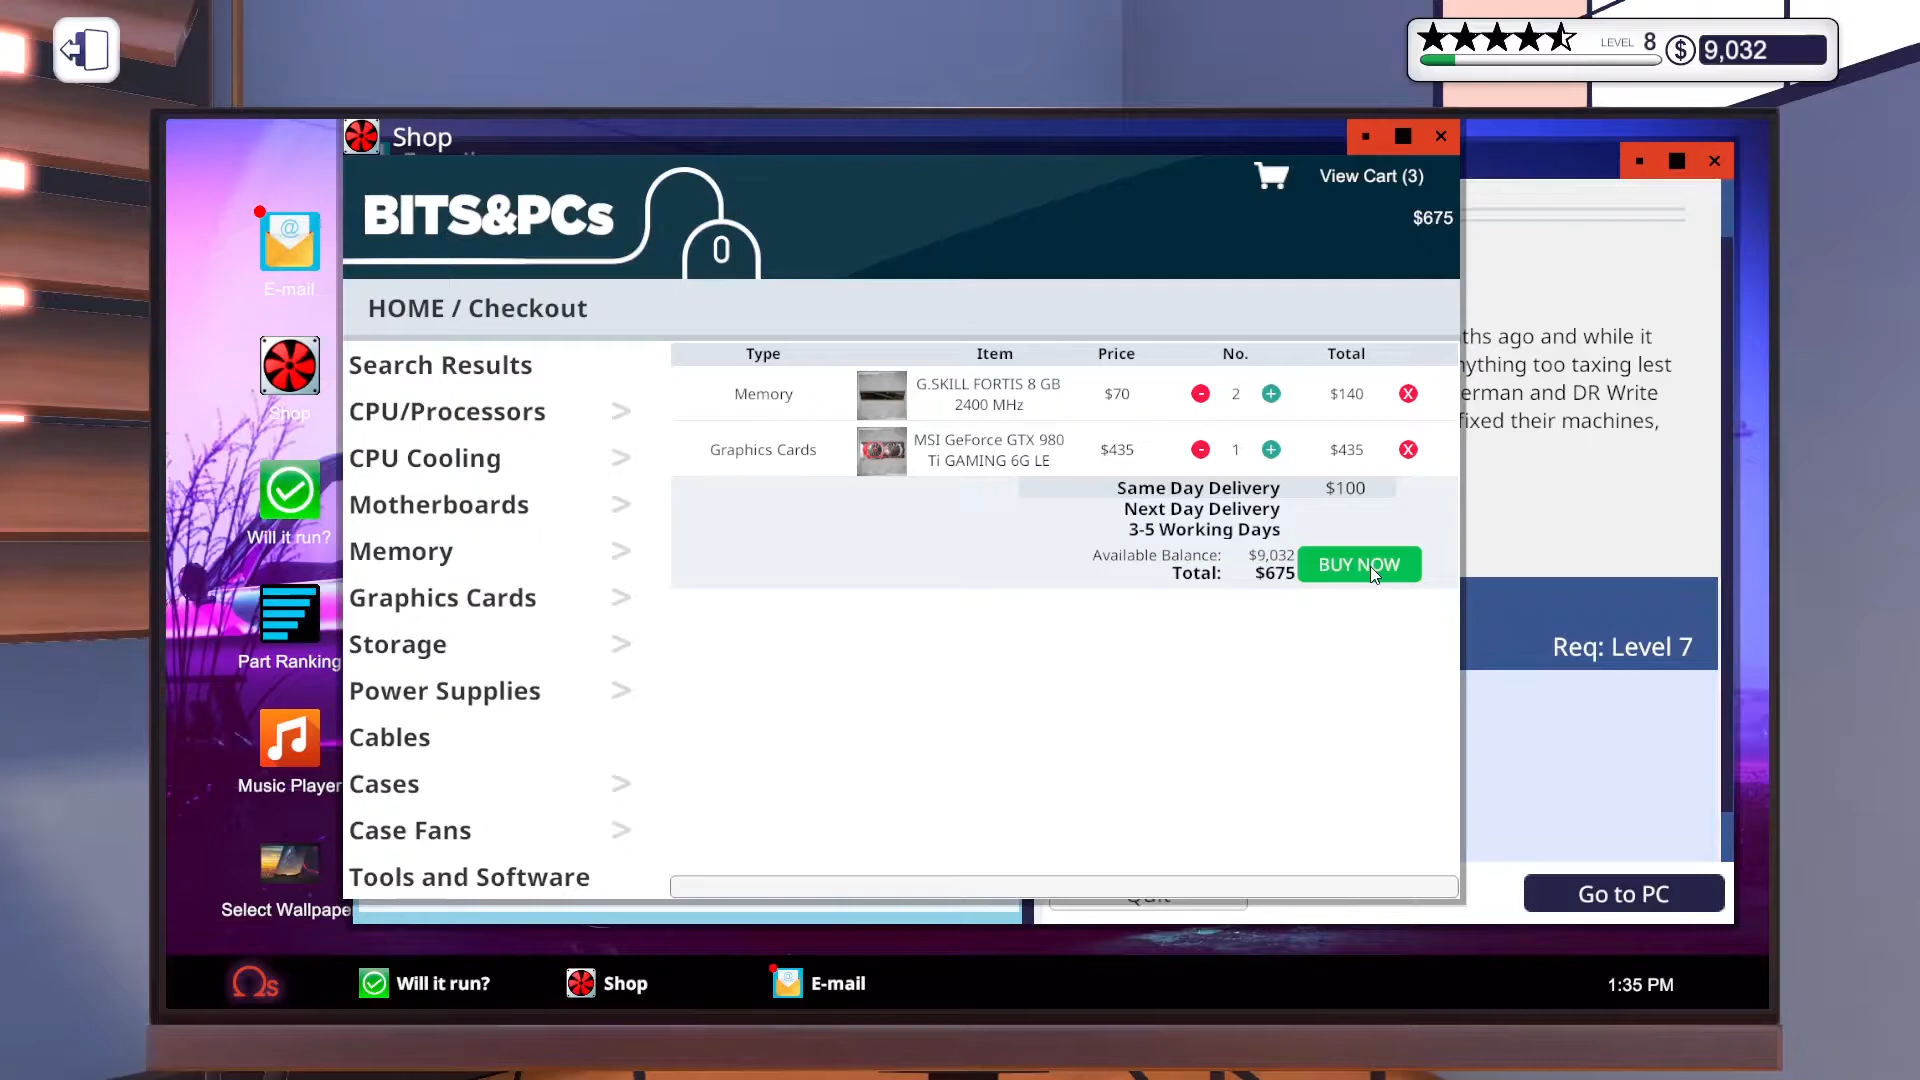 LEVEL 8 $ 9,032
Shop
BITS&PCs
View Cart (3)
$675
HOME / Checkout
Search Results
CPU/Processors >
CPU Cooling >
Motherboards >
Memory >
Graphics Cards >
Storage >
Power Supplies >
Cables
Cases >
Case Fans >
Tools and Software
Type Item Price No. Total
Memory G.SKILL FORTIS 8 GB 2400 MHz $70 - 2 + $140 X
Graphics Cards MSI GeForce GTX 980 Ti GAMING 6G LE $435 - 1 + $435 X
Same Day Delivery $100
Next Day Delivery
3-5 Working Days
Available Balance: $9,032
Total: $675
BUY NOW
E-mail
Shop
Will it run?
Part Ranking
Music Player
Select Wallpape
ths ago and while it
ything too taxing lest
erman and DR Write
fixed their machines,
Req: Level 7
Quit
Go to PC
Ωs
Will it run?
Shop
E-mail
1:35 PM